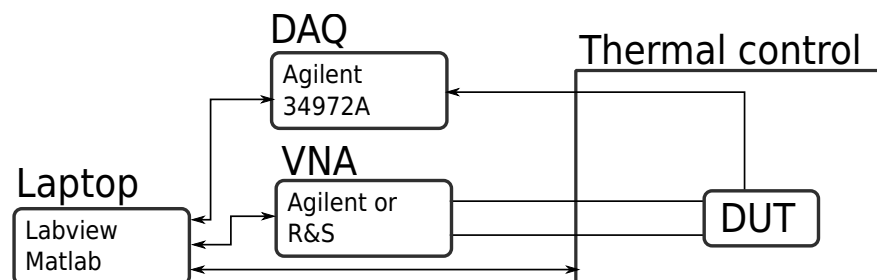 DAQ
Agilent
34972A
Thermal control
VNA
Agilent or
R&S
Laptop
Labview
Matlab
DUT